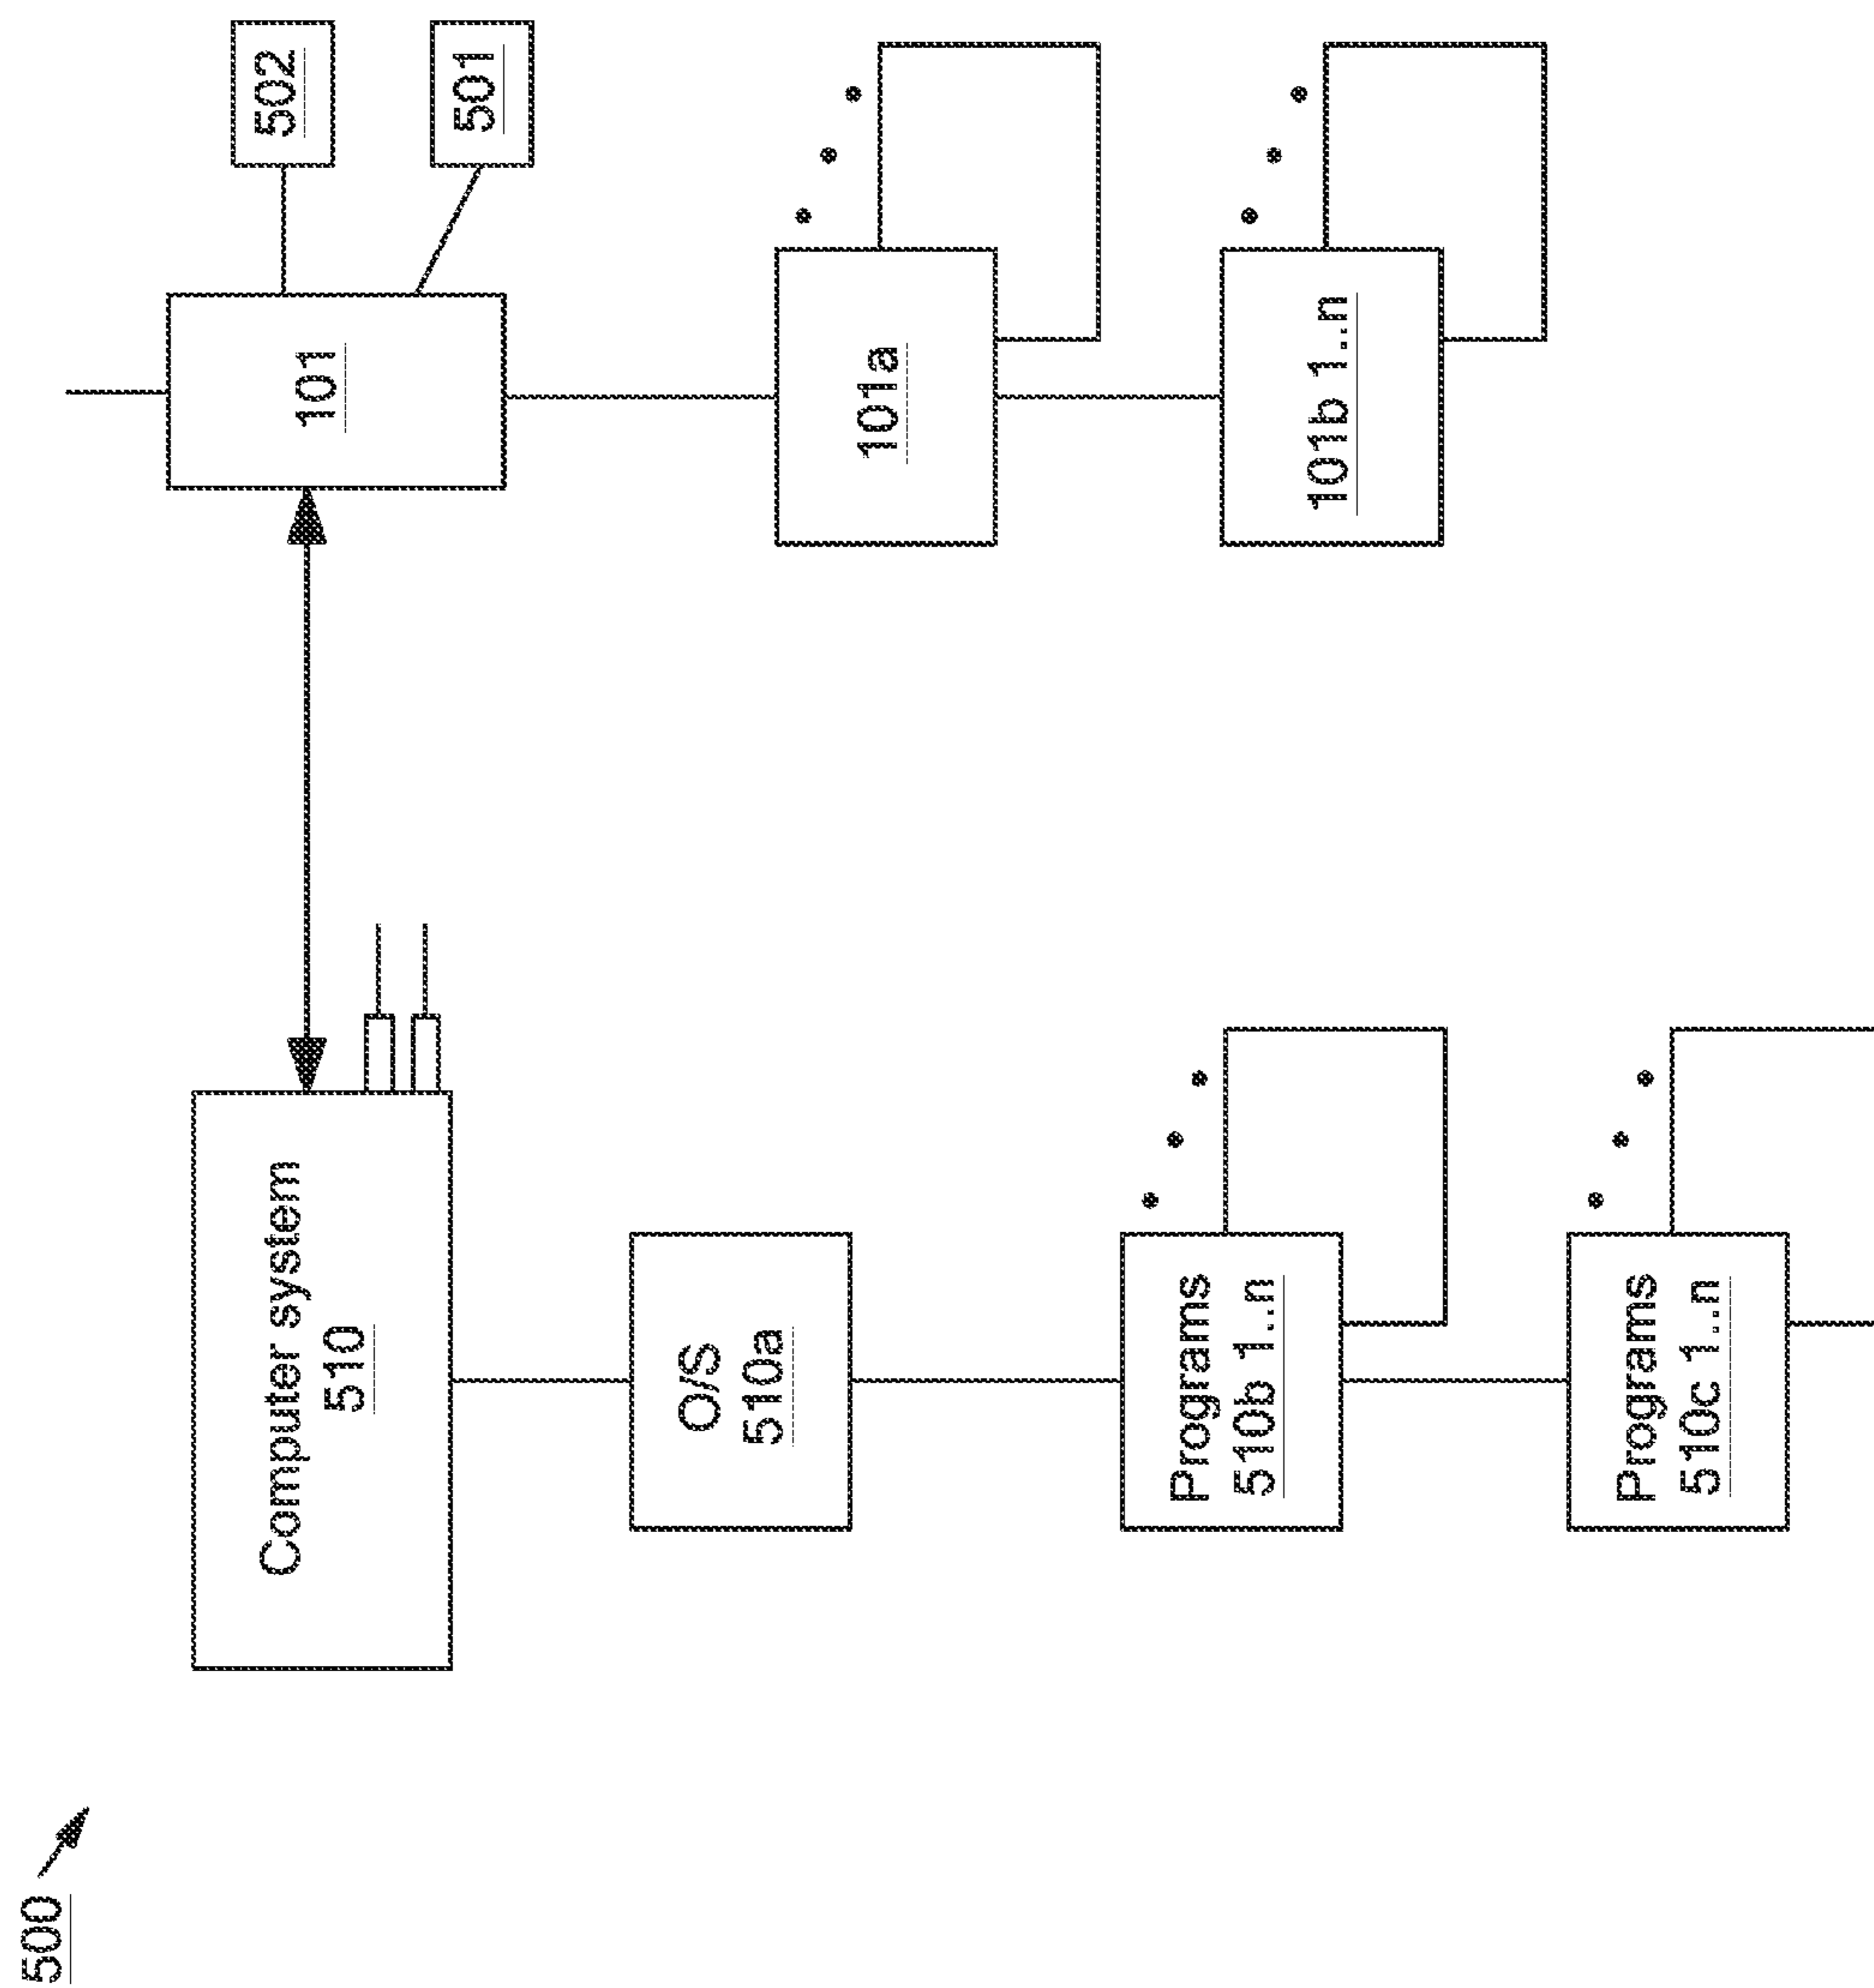 500
Computer system
510
101
502
501
O/S
510a
101a
Programs
510b 1..n
101b 1..n
Programs
510c 1..n